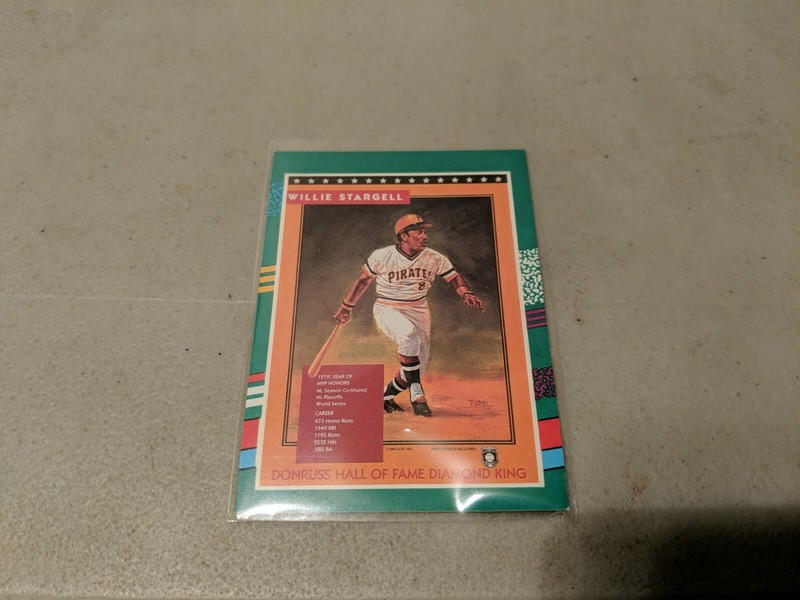 WILLIE STARGELL
PIRATES
8
1979: YEAR OF
MVP HONORS
NL Season Co-Shared
NL Playoffs
World Series
CAREER
475 Home Runs
1540 RBI
1195 Runs
2232 Hits
.282 BA
DONRUSS HALL OF FAME DIAMOND KING